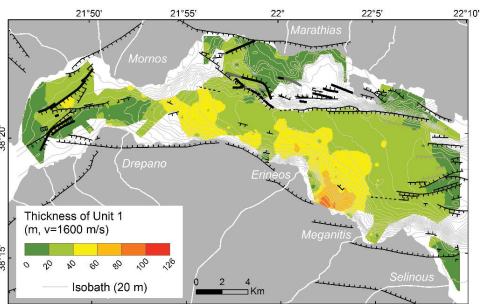 21°50' 21°55' 22° 22°5' 22°10'
Marathias
Mornos
38°20'
Drepano
Erineos
Thickness of Unit 1
(m, v=1600 m/s)
Meganitis
38°15'
0 20 40 60 80 100 126
Selinous
Isobath (20 m)
0 2 4
Km